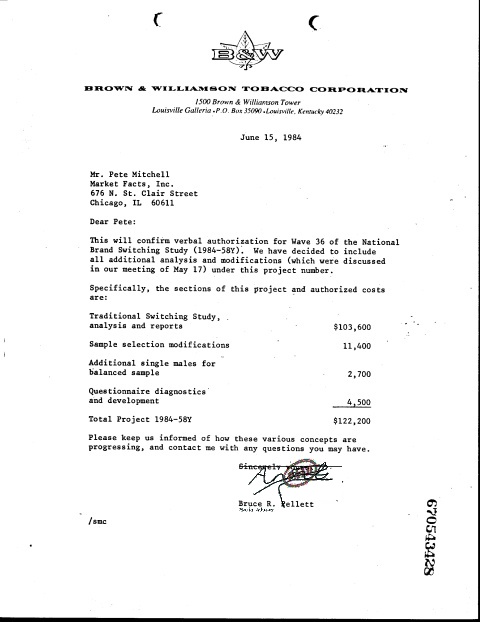 B&W
BROWN & WILLIAMSON TOBACCO CORPORATION
1500 Brown & Williamson Tower
Louisville Galleria • P.O. Box 35090 • Louisville, Kentucky 40232
June 15, 1984
Mr. Pete Mitchell
Market Facts, Inc.
676 N. St. Clair Street
Chicago, IL 60611
Dear Pete:
This will confirm verbal authorization for Wave 36 of the National
Brand Switching Study (1984-58Y). We have decided to include
all additional analysis and modifications (which were discussed
in our meeting of May 17) under this project number.
Specifically, the sections of this project and authorized costs
are:
Traditional Switching Study,
analysis and reports $103,600
Sample selection modifications 11,400
Additional single males for
balanced sample 2,700
Questionnaire diagnostics
and development 4,500
Total Project 1984-58Y $122,200
Please keep us informed of how these various concepts are
progressing, and contact me with any questions you may have.
Sincerely
Bruce R. Pellett
/smc
670543428